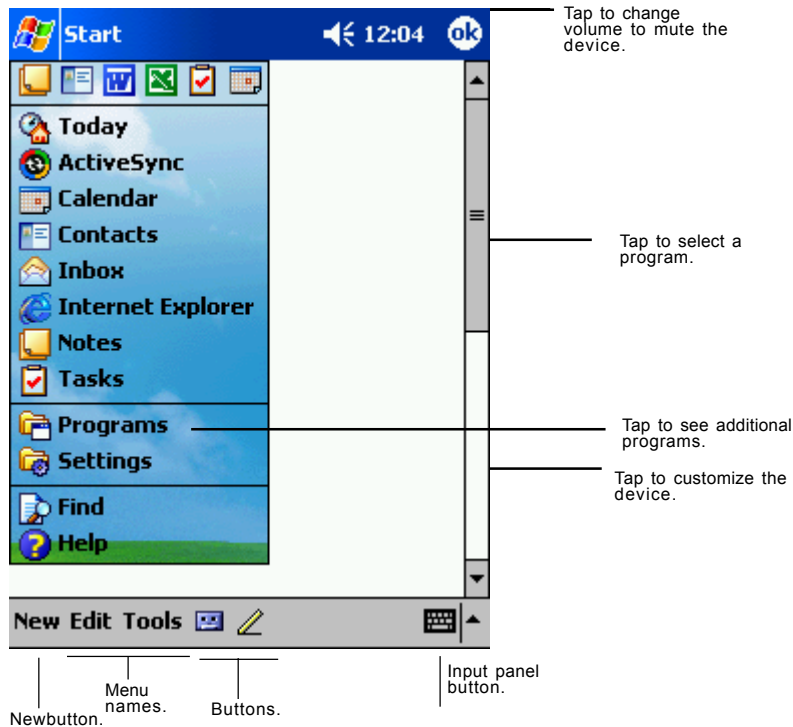 Start 12:04 ok
Tap to change
volume to mute the
device.
Today
ActiveSync
Calendar
Contacts
Inbox
Internet Explorer
Notes
Tasks
Tap to select a
program.
Programs
Settings
Tap to see additional
programs.
Tap to customize the
device.
Find
Help
New Edit Tools
Newbutton.
Menu
names.
Buttons.
Input panel
button.